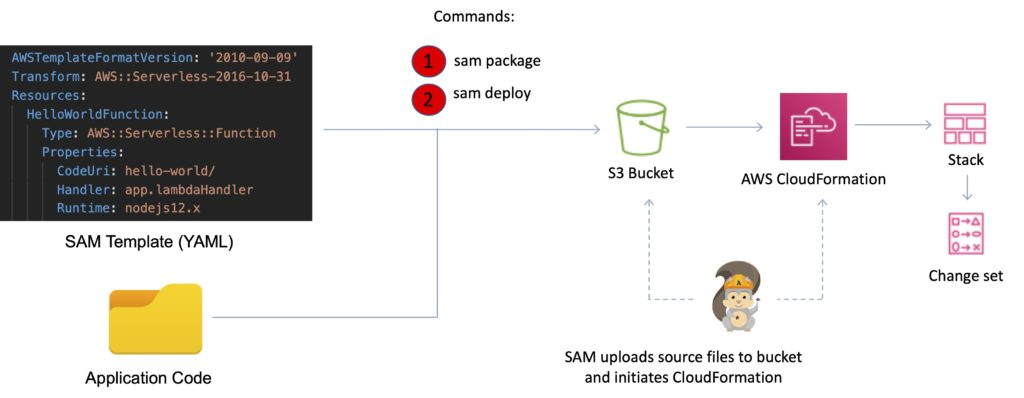 Commands:
1 sam package
2 sam deploy
AWSTemplateFormatVersion: '2010-09-09'
Transform: AWS::Serverless-2016-10-31
Resources:
HelloWorldFunction:
Type: AWS::Serverless::Function
Properties:
CodeUri: hello-world/
Handler: app.lambdaHandler
Runtime: nodejs12.x
SAM Template (YAML)
Application Code
S3 Bucket
AWS CloudFormation
Stack
Change set
SAM uploads source files to bucket
and initiates CloudFormation